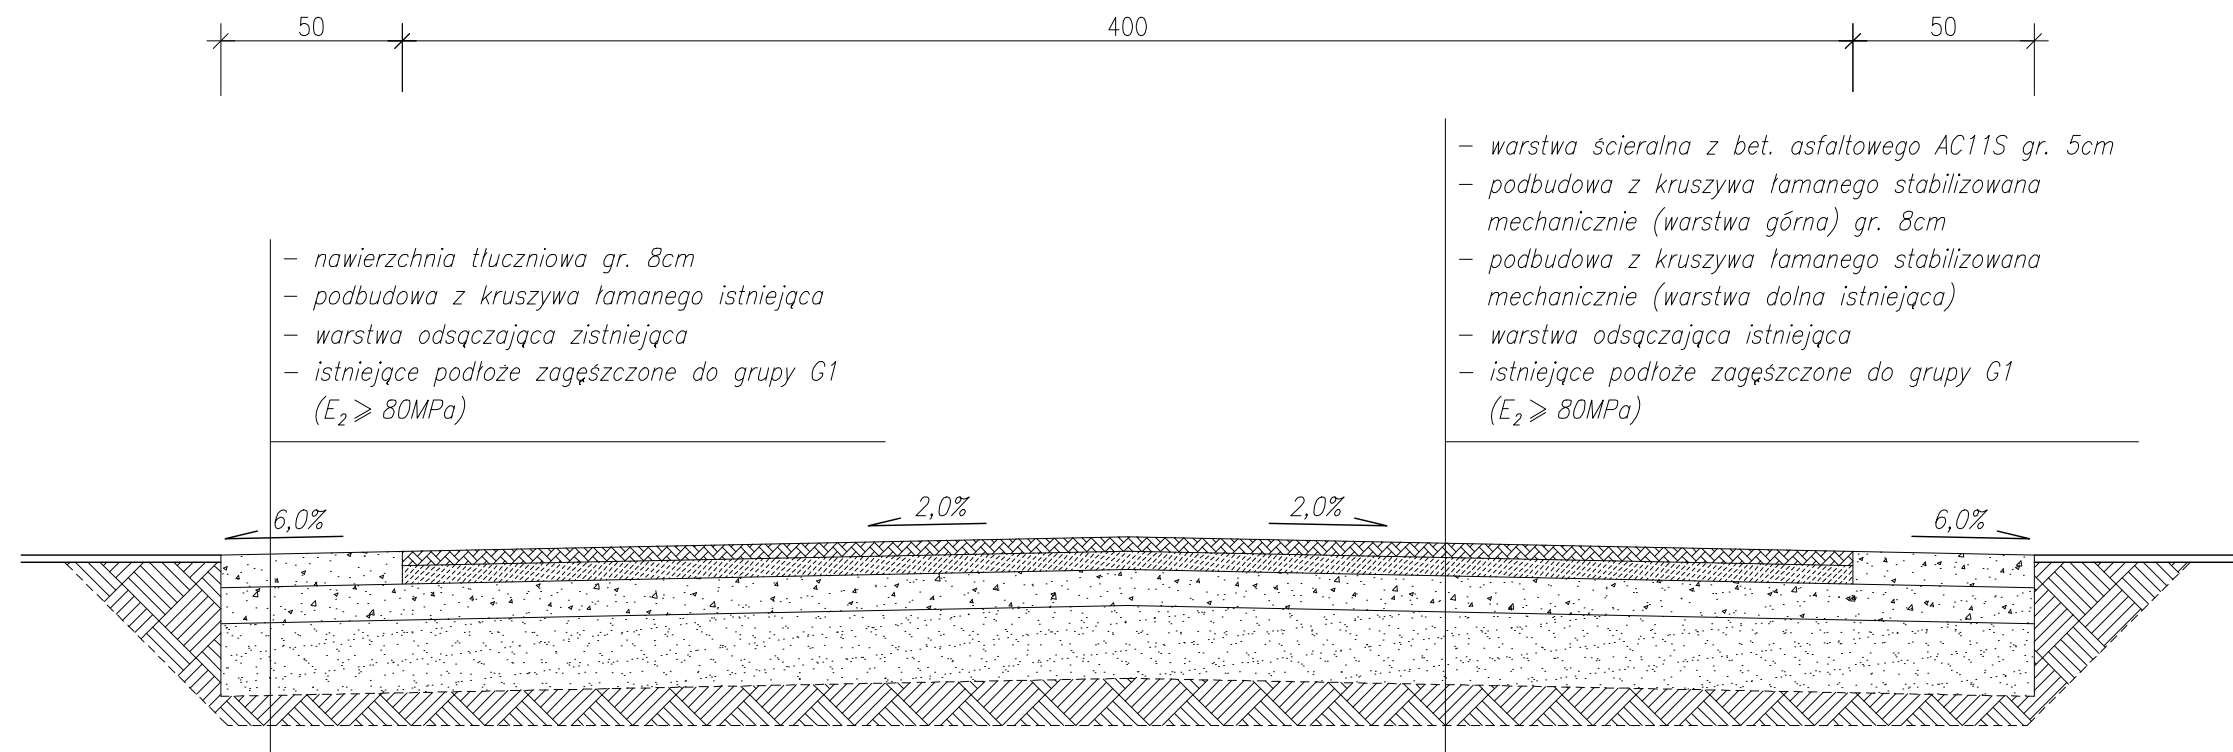 50 400 50
– warstwa ścieralna z bet. asfaltowego AC11S gr. 5cm
– podbudowa z kruszywa łamanego stabilizowana
mechanicznie (warstwa górna) gr. 8cm
– podbudowa z kruszywa łamanego stabilizowana
mechanicznie (warstwa dolna istniejąca)
– warstwa odsączająca istniejąca
– istniejące podłoże zagęszczone do grupy G1
(E₂ ⩾ 80MPa)
– nawierzchnia tłuczniowa gr. 8cm
– podbudowa z kruszywa łamanego istniejąca
– warstwa odsączająca zistniejąca
– istniejące podłoże zagęszczone do grupy G1
(E₂ ⩾ 80MPa)
6,0% 2,0% 2,0% 6,0%